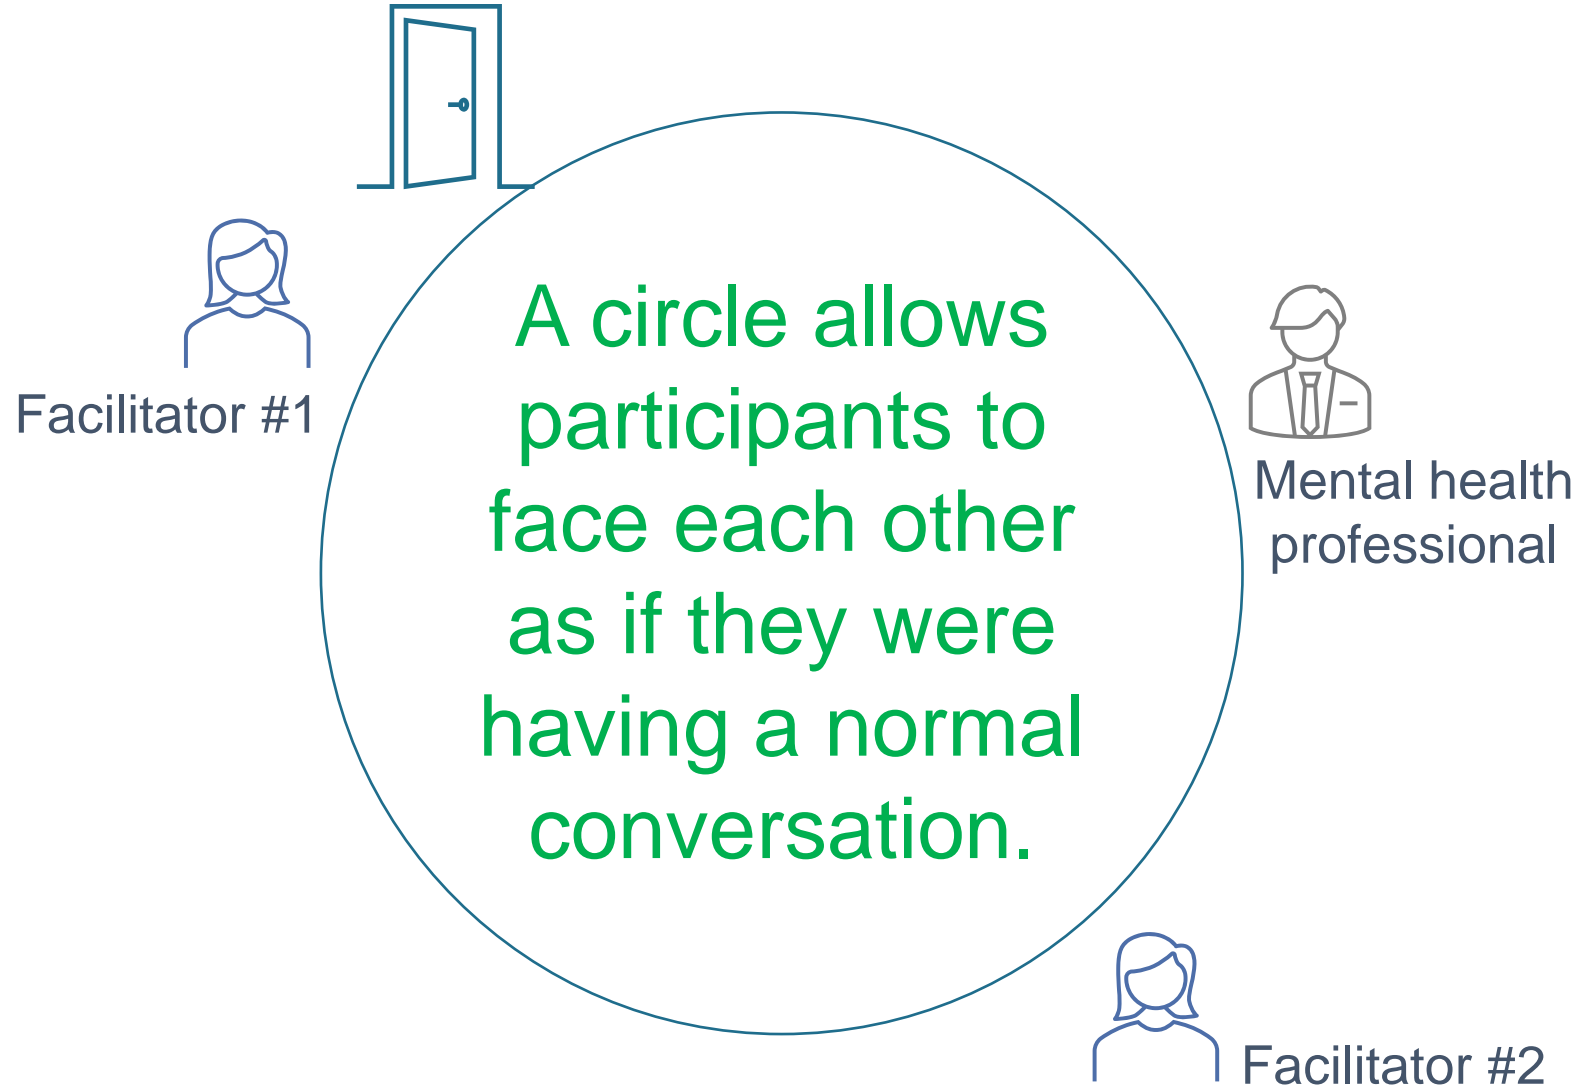 A circle allows
participants to
face each other
as if they were
having a normal
conversation.
Facilitator #1
Mental health
professional
Facilitator #2